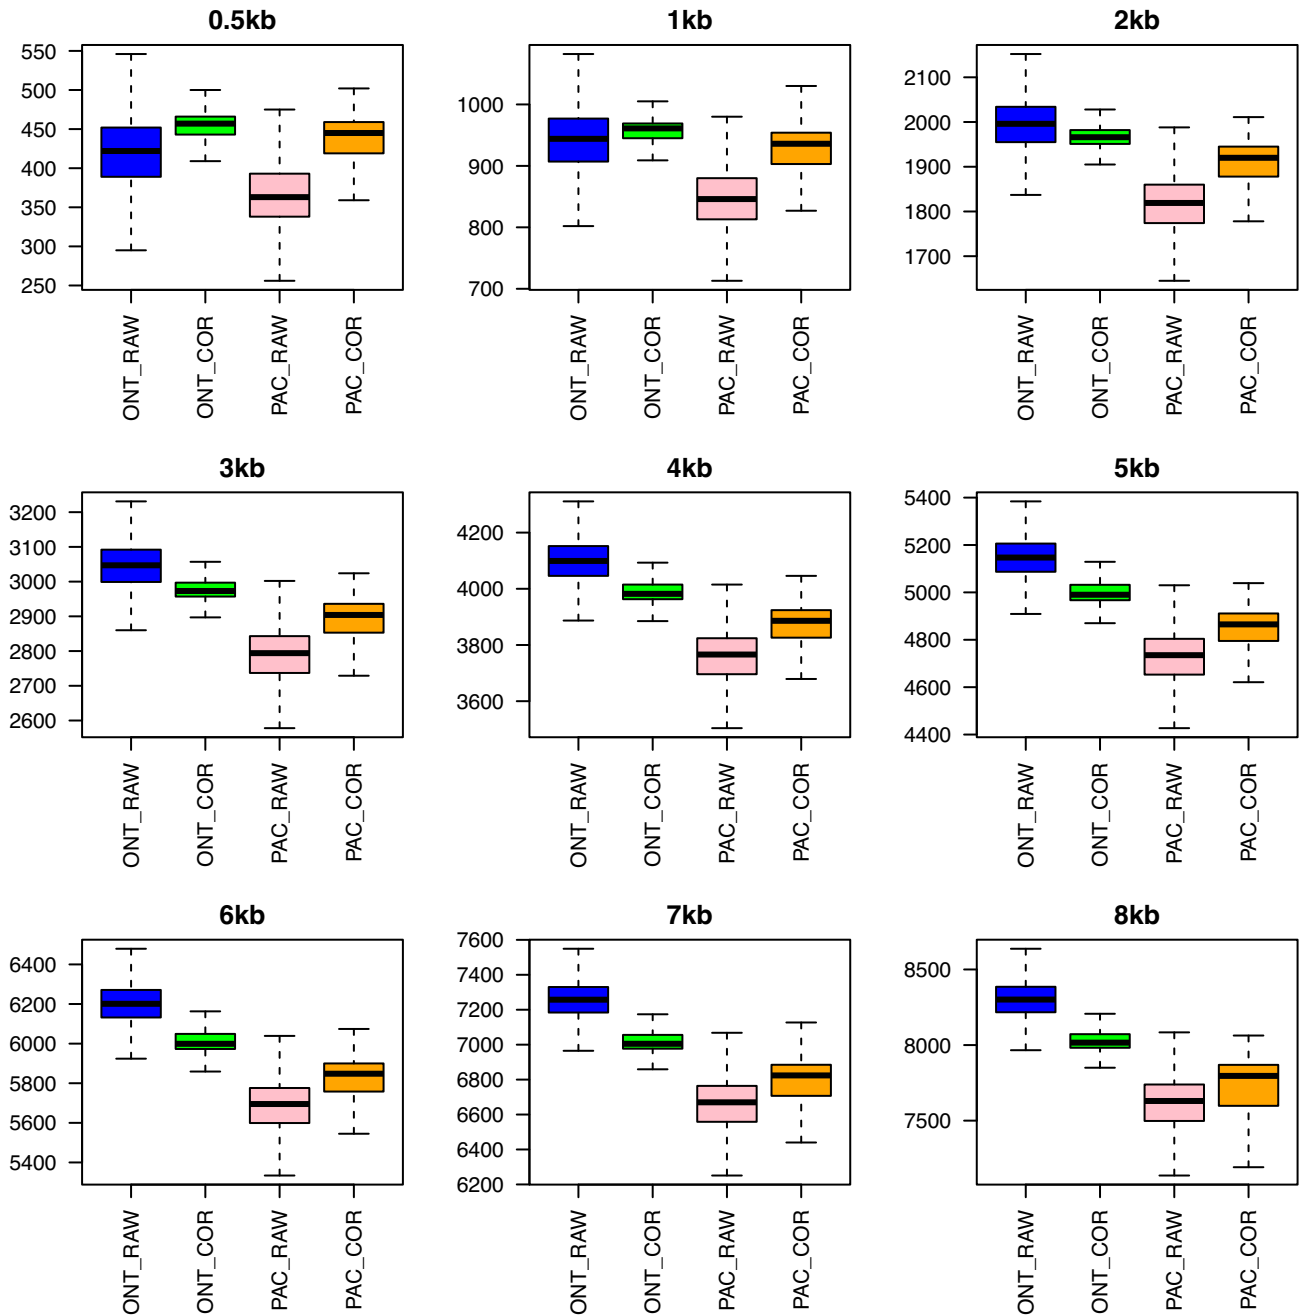 0.5kb
550
500
450
400
350
300
250
ONT_RAW
ONT_COR
PAC_RAW
PAC_COR
1kb
1000
900
800
700
ONT_RAW
ONT_COR
PAC_RAW
PAC_COR
2kb
2100
2000
1900
1800
1700
ONT_RAW
ONT_COR
PAC_RAW
PAC_COR
3kb
3200
3100
3000
2900
2800
2700
2600
ONT_RAW
ONT_COR
PAC_RAW
PAC_COR
4kb
4200
4000
3800
3600
ONT_RAW
ONT_COR
PAC_RAW
PAC_COR
5kb
5400
5200
5000
4800
4600
4400
ONT_RAW
ONT_COR
PAC_RAW
PAC_COR
6kb
6400
6200
6000
5800
5600
5400
ONT_RAW
ONT_COR
PAC_RAW
PAC_COR
7kb
7600
7400
7200
7000
6800
6600
6400
6200
ONT_RAW
ONT_COR
PAC_RAW
PAC_COR
8kb
8500
8000
7500
ONT_RAW
ONT_COR
PAC_RAW
PAC_COR